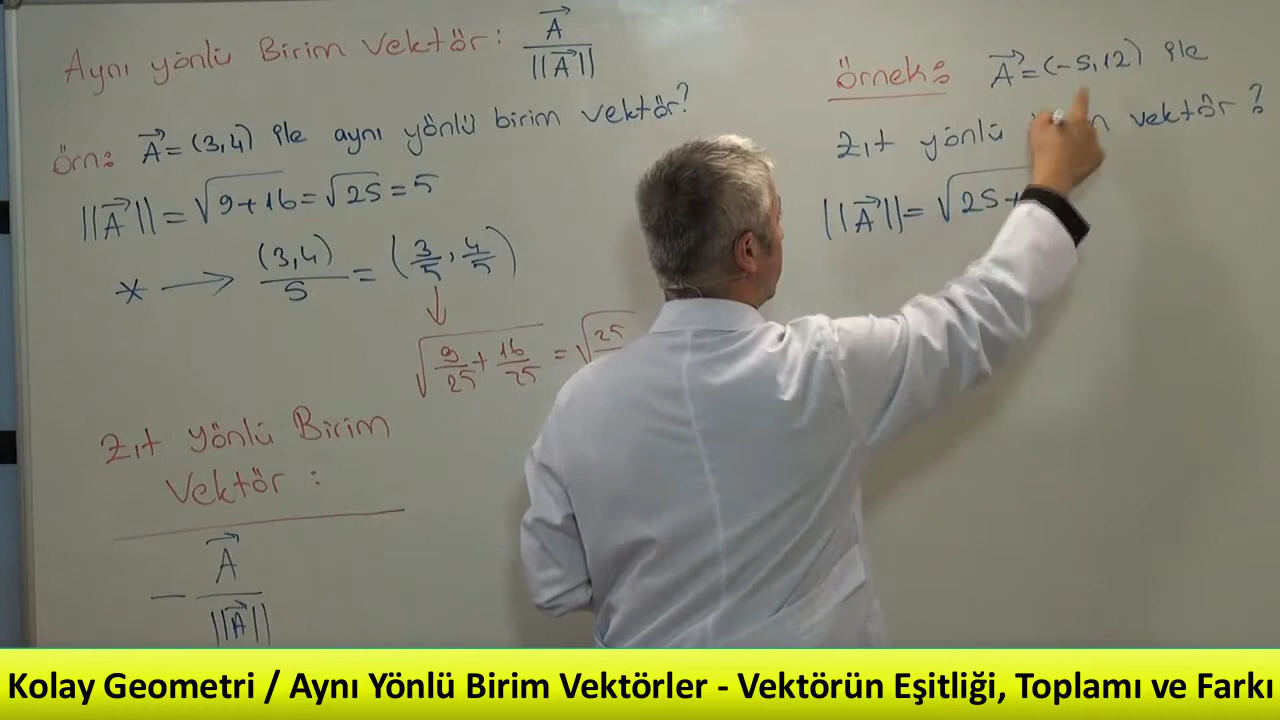 Aynı yönlü Birim Vektör: A⃗ / ||A⃗||
Örn: A⃗ = (3,4) ile aynı yönlü birim vektör?
||A⃗|| = √9+16 = √25 = 5
* → (3,4) / 5 = (3/5, 4/5)
↓
√9/25 + 16/25 = √25
Zıt yönlü Birim
Vektör :
- A⃗ / ||A⃗||
Örnek: A⃗ = (-5,12) ile
Zıt yönlü vektör ?
||A⃗|| = √25+
Kolay Geometri / Aynı Yönlü Birim Vektörler - Vektörün Eşitliği, Toplamı ve Farkı